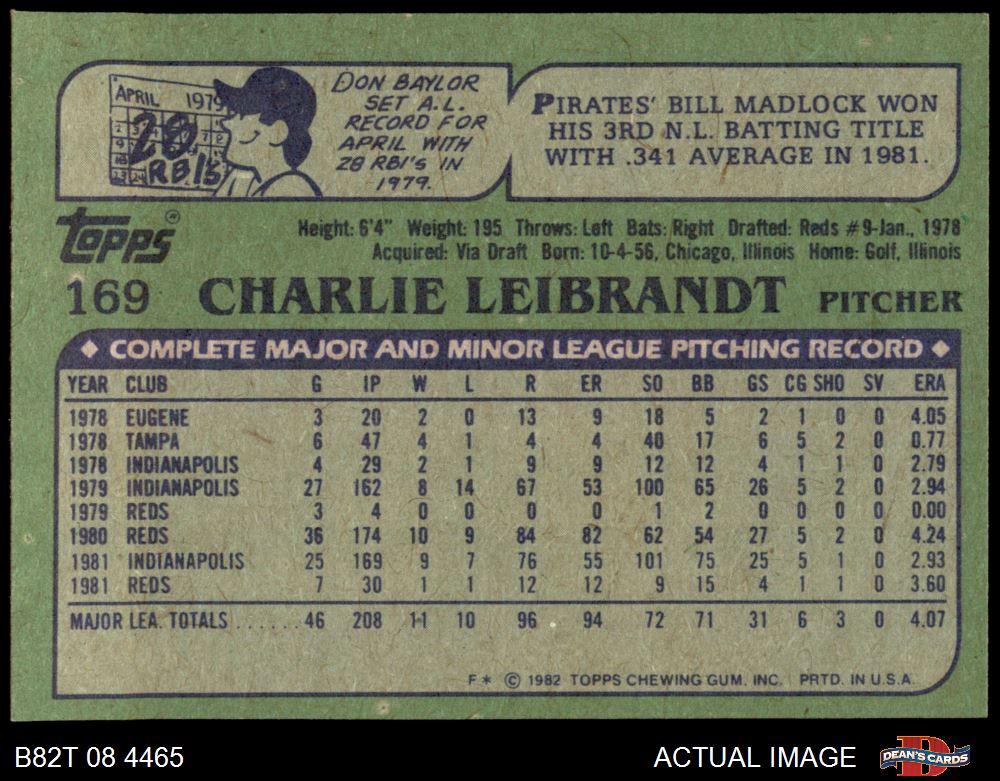 APRIL 1979
28
RBI'S
DON BAYLOR
SET A.L.
RECORD FOR
APRIL WITH
28 RBI'S IN
1979.
PIRATES' BILL MADLOCK WON
HIS 3RD N.L. BATTING TITLE
WITH .341 AVERAGE IN 1981.
topps®
Height: 6'4" Weight: 195 Throws: Left Bats: Right Drafted: Reds #9-Jan., 1978
Acquired: Via Draft Born: 10-4-56, Chicago, Illinois Home: Golf, Illinois
169 CHARLIE LEIBRANDT PITCHER
◆ COMPLETE MAJOR AND MINOR LEAGUE PITCHING RECORD ◆
YEAR CLUB G IP W L R ER SO BB GS CG SHO SV ERA
1978 EUGENE 3 20 2 0 13 9 18 5 2 1 0 0 4.05
1978 TAMPA 6 47 4 1 4 4 40 17 6 5 2 0 0.77
1978 INDIANAPOLIS 4 29 2 1 9 9 12 12 4 1 1 0 2.79
1979 INDIANAPOLIS 27 162 8 14 67 53 100 65 26 5 2 0 2.94
1979 REDS 3 4 0 0 0 0 1 2 0 0 0 0 0.00
1980 REDS 36 174 10 9 84 82 62 54 27 5 2 0 4.24
1981 INDIANAPOLIS 25 169 9 7 76 55 101 75 25 5 1 0 2.93
1981 REDS 7 30 1 1 12 12 9 15 4 1 1 0 3.60
MAJOR LEA. TOTALS ......46 208 11 10 96 94 72 71 31 6 3 0 4.07
F* © 1982 TOPPS CHEWING GUM, INC. PRTD. IN U.S.A.
B82T 08 4465 ACTUAL IMAGE DEAN'S CARDS